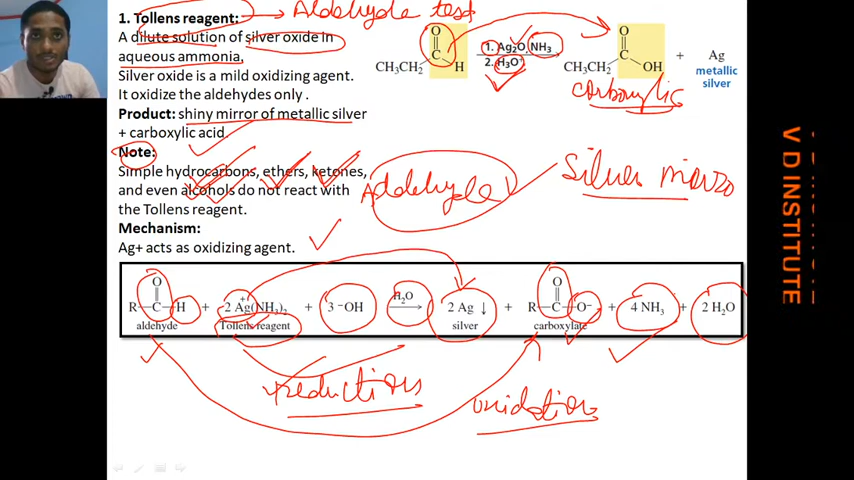 1. Tollens reagent:
Aldehyde test
A dilute solution of silver oxide in
aqueous ammonia,
Silver oxide is a mild oxidizing agent.
It oxidize the aldehydes only .
Product: shiny mirror of metallic silver
+ carboxylic acid
Note:
Simple hydrocarbons, ethers, ketones,
and even alcohols do not react with
the Tollens reagent.
Mechanism:
Ag+ acts as oxidizing agent.
O
CH₃CH₂ C H
1. Ag₂O, NH₃
2. H₃O⁺
O
CH₃CH₂ C OH
+ Ag
metallic
silver
carboxylic
Aldehyde
Silver
O O
R—C—H + 2 Ag(NH₃)₂ + 3 ⁻OH H₂O → 2 Ag ↓ + R—C—O⁻ + 4 NH₃ + 2 H₂O
aldehyde Tollens reagent silver carboxylate
reduction
oxidation
V D INSTITUTE